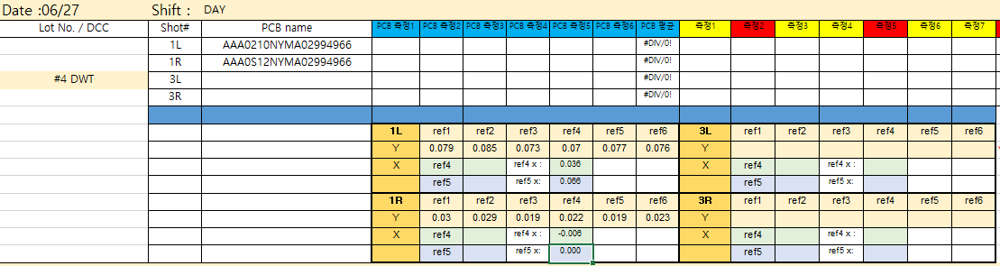 Date :06/27 Shift : DAY
Lot No. / DCC Shot# PCB name PCB 측정1 PCB 측정2 PCB 측정3 PCB 측정4 PCB 측정5 PCB 측정6 PCB 평균 측정1 측정2 측정3 측정4 측정5 측정6 측정7
1L AAA0210NYMA02994966 #DIV/0!
1R AAA0S12NYMA02994966 #DIV/0!
#4 DWT 3L #DIV/0!
3R #DIV/0!
1L ref1 ref2 ref3 ref4 ref5 ref6 3L ref1 ref2 ref3 ref4 ref5 ref6
Y 0.079 0.085 0.073 0.07 0.077 0.076 Y
X ref4 ref4 x : 0.036 X ref4 ref4 x :
ref5 ref5 x: 0.066 ref5 ref5 x:
1R ref1 ref2 ref3 ref4 ref5 ref6 3R ref1 ref2 ref3 ref4 ref5 ref6
Y 0.03 0.029 0.019 0.022 0.019 0.023 Y
X ref4 ref4 x : -0.006 X ref4 ref4 x :
ref5 ref5 x: 0.000 ref5 ref5 x: